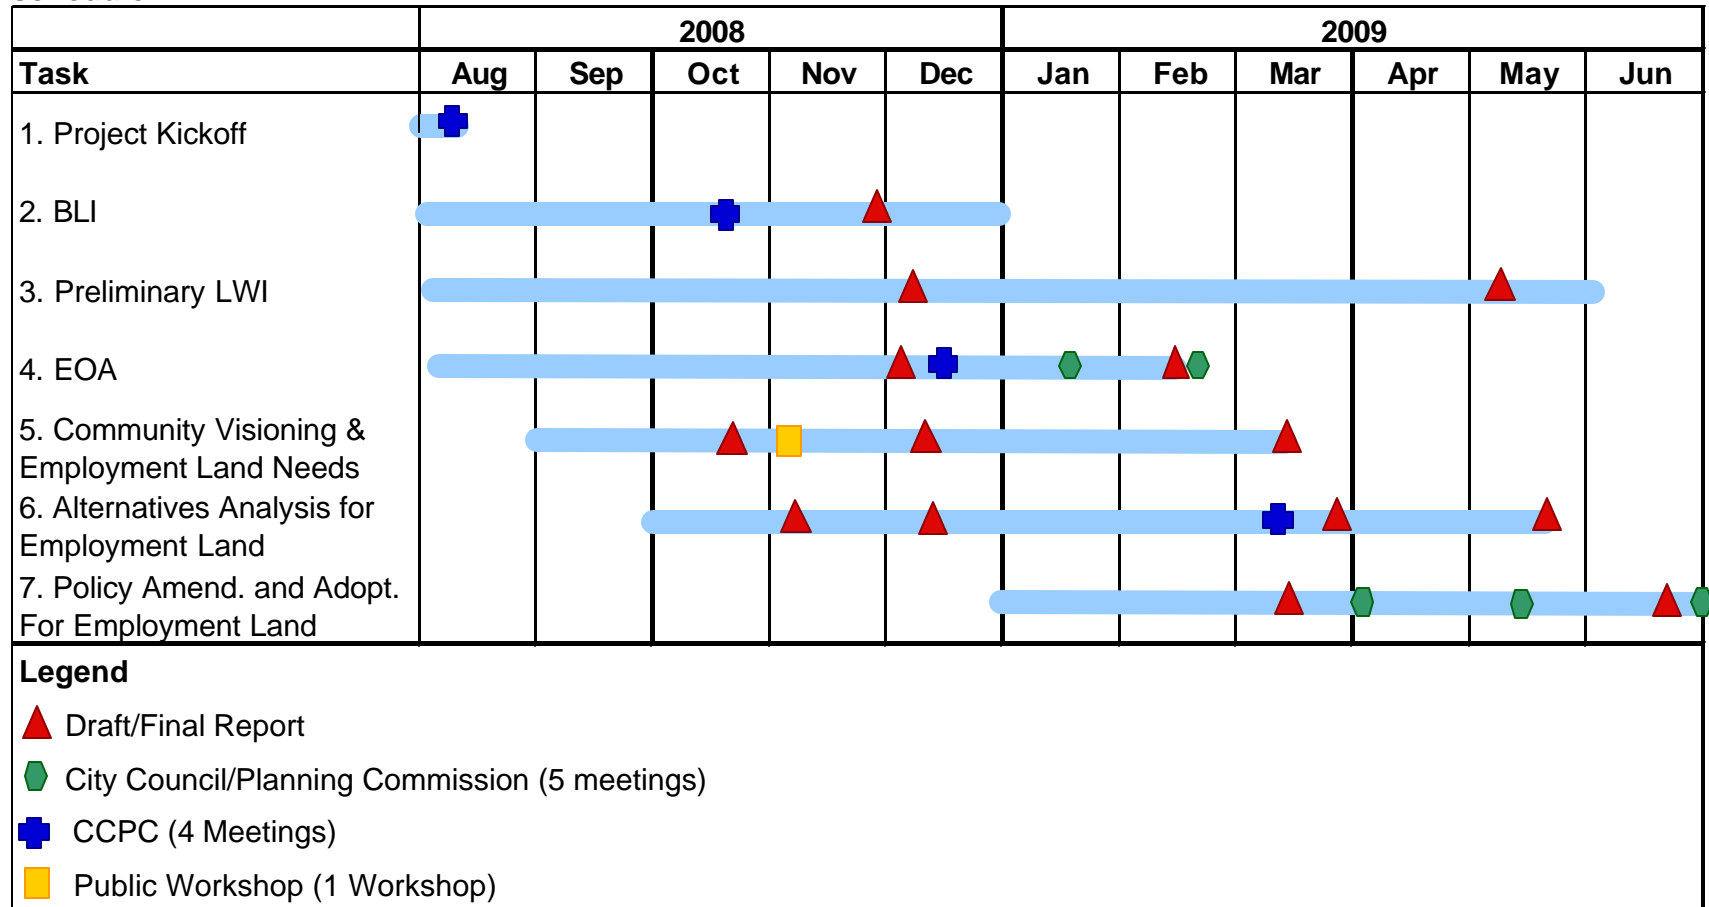 2008 2009
Task Aug Sep Oct Nov Dec Jan Feb Mar Apr May Jun
1. Project Kickoff
2. BLI
3. Preliminary LWI
4. EOA
5. Community Visioning &
Employment Land Needs
6. Alternatives Analysis for
Employment Land
7. Policy Amend. and Adopt.
For Employment Land
Legend
Draft/Final Report
City Council/Planning Commission (5 meetings)
CCPC (4 Meetings)
Public Workshop (1 Workshop)